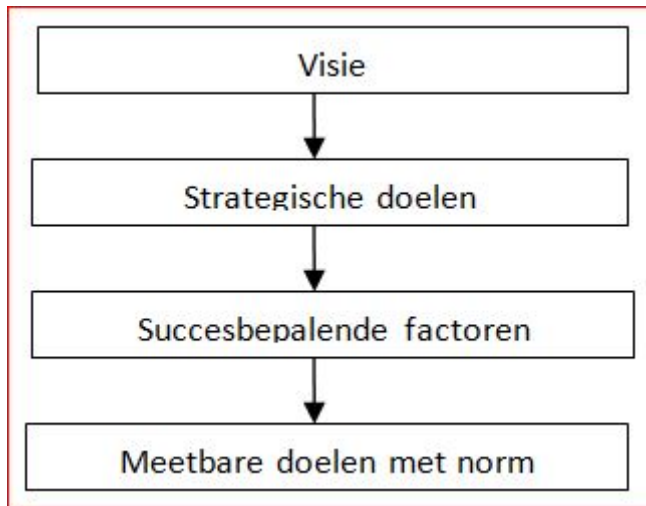 Visie
Strategische doelen
Succesbepalende factoren
Meetbare doelen met norm